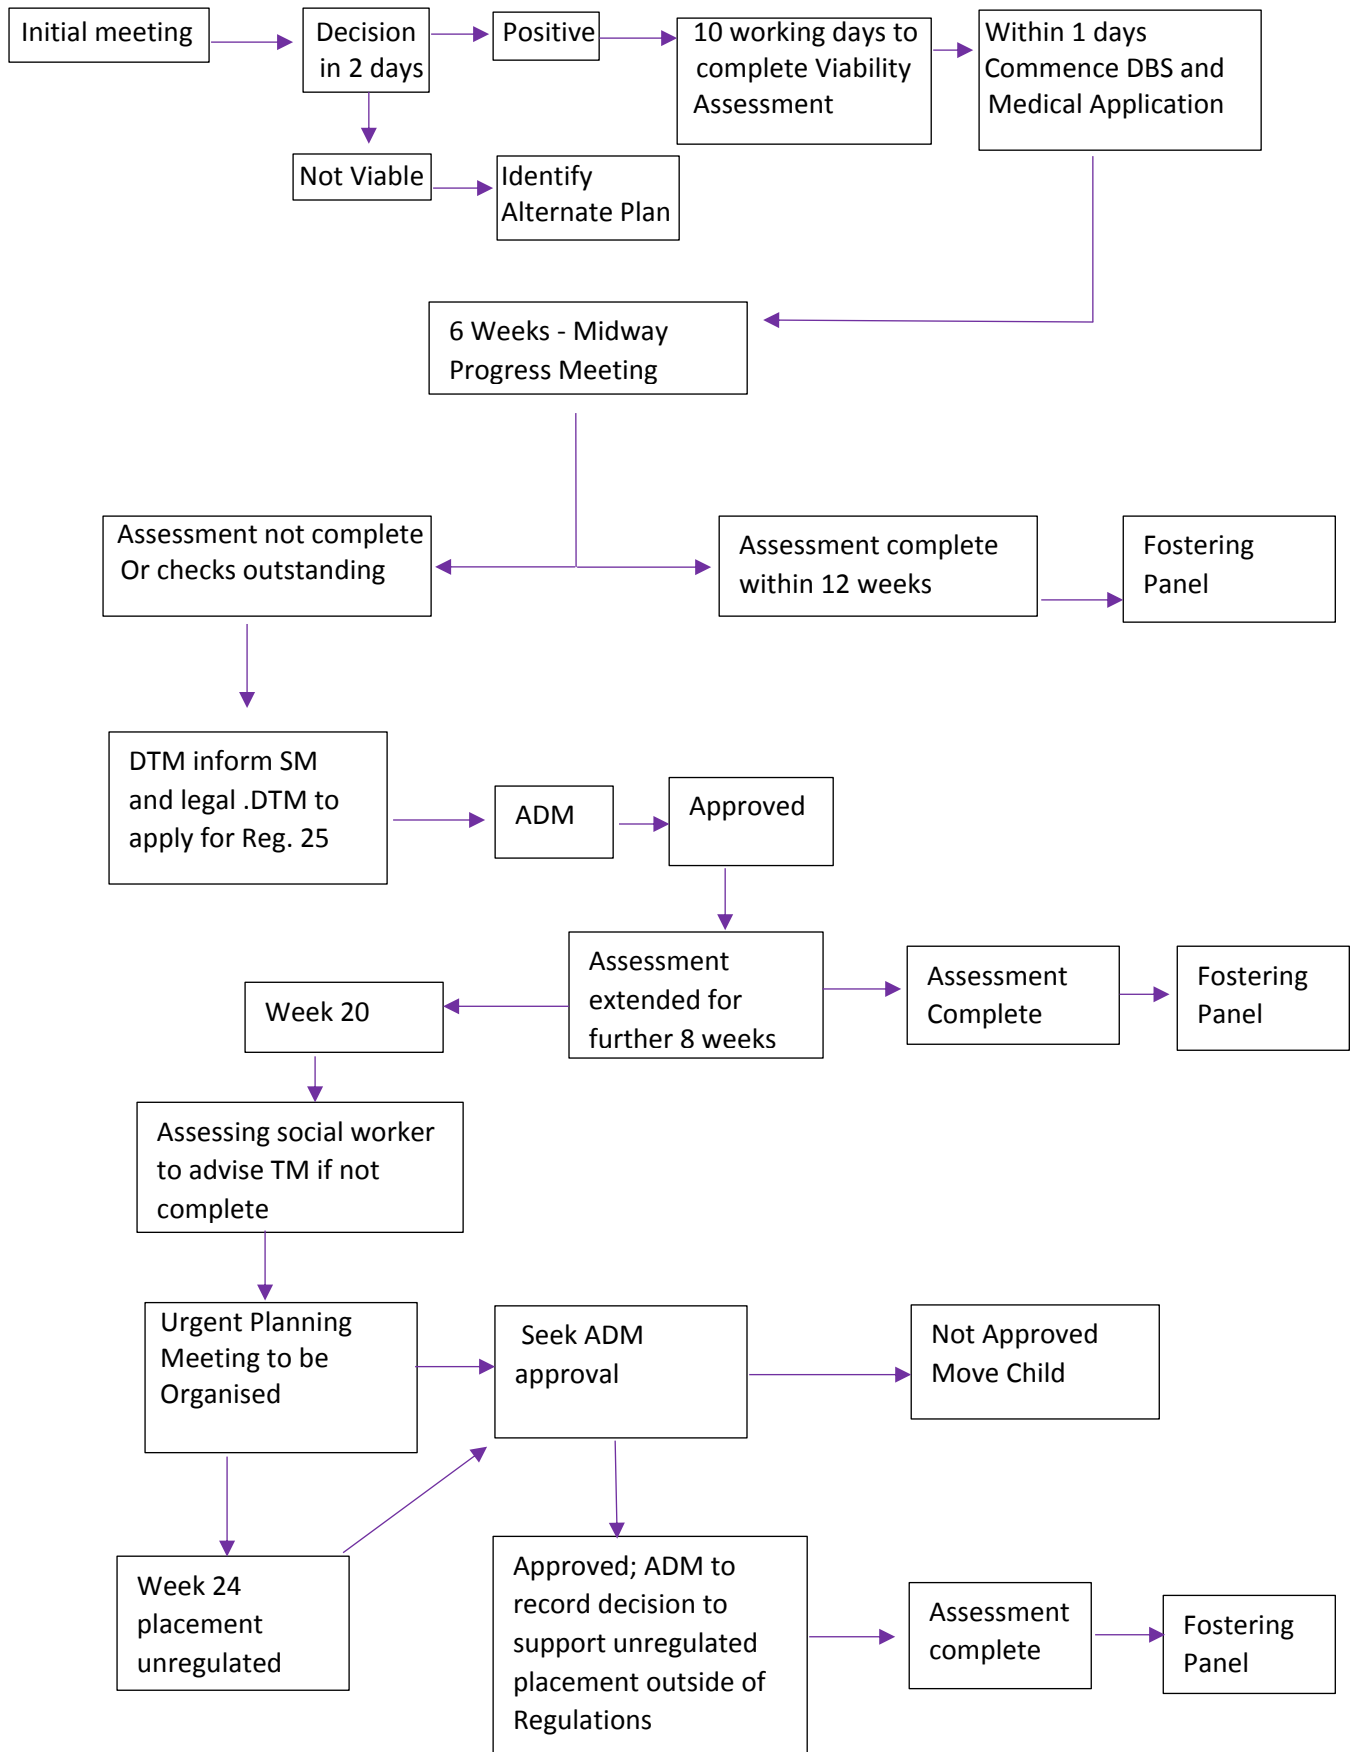 Initial meeting
Decision
in 2 days
Positive
10 working days to
complete Viability
Assessment
Within 1 days
Commence DBS and
Medical Application
Not Viable
Identify
Alternate Plan
6 Weeks - Midway
Progress Meeting
Assessment not complete
Or checks outstanding
Assessment complete
within 12 weeks
Fostering
Panel
DTM inform SM
and legal .DTM to
apply for Reg. 25
ADM
Approved
Assessment
extended for
further 8 weeks
Assessment
Complete
Fostering
Panel
Week 20
Assessing social worker
to advise TM if not
complete
Urgent Planning
Meeting to be
Organised
Seek ADM
approval
Not Approved
Move Child
Week 24
placement
unregulated
Approved; ADM to
record decision to
support unregulated
placement outside of
Regulations
Assessment
complete
Fostering
Panel